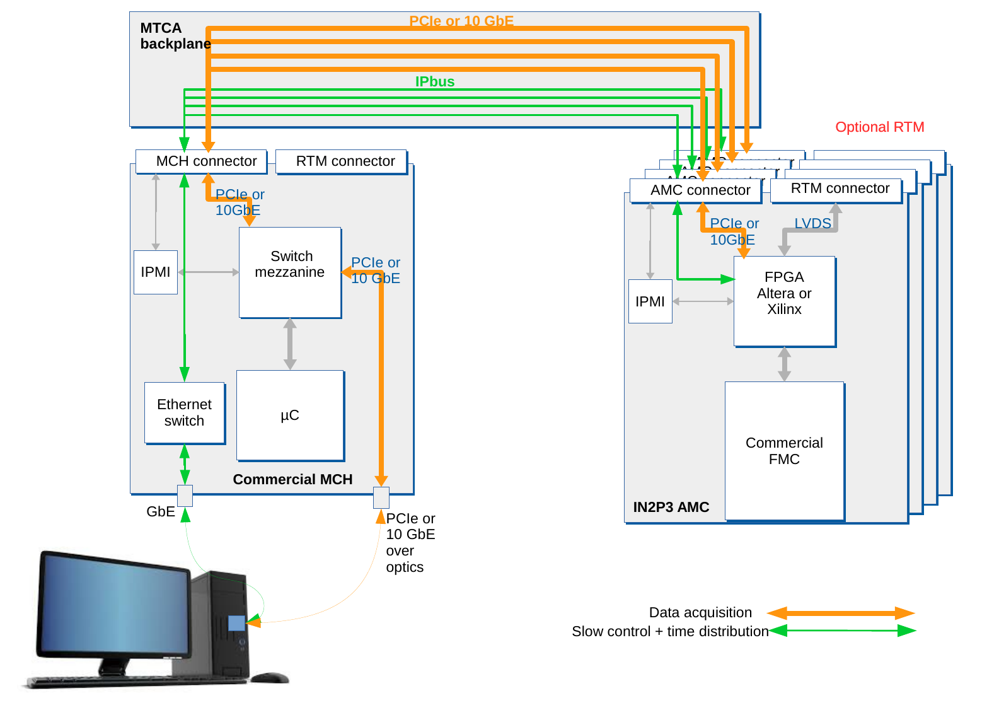 PCIe or 10 GbE
MTCA
backplane
IPbus
Optional RTM
MCH connector
RTM connector
AMC connector
RTM connector
PCIe or
10GbE
PCIe or
10GbE
LVDS
Switch
mezzanine
PCIe or
10 GbE
IPMI
FPGA
Altera or
Xilinx
IPMI
Ethernet
switch
µC
Commercial
FMC
Commercial MCH
IN2P3 AMC
GbE
PCIe or
10 GbE
over
optics
Data acquisition
Slow control + time distribution